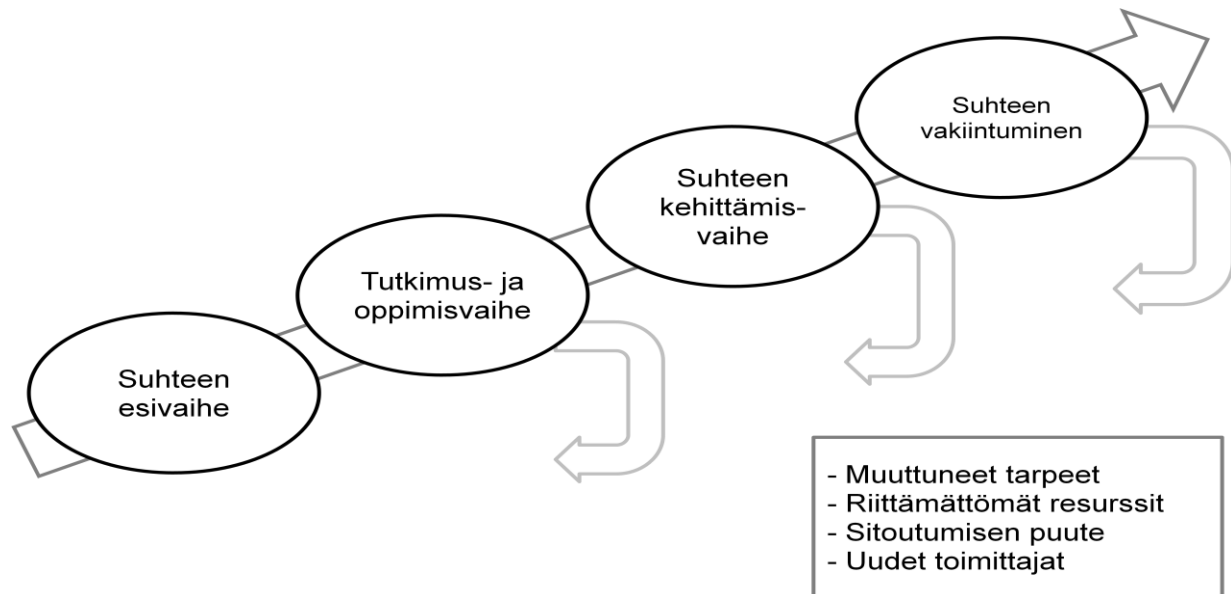 Suhteen
esivaihe
Tutkimus- ja
oppimisvaihe
Suhteen
kehittämis-
vaihe
Suhteen
vakiintuminen
- Muuttuneet tarpeet
- Riittämättömät resurssit
- Sitoutumisen puute
- Uudet toimittajat